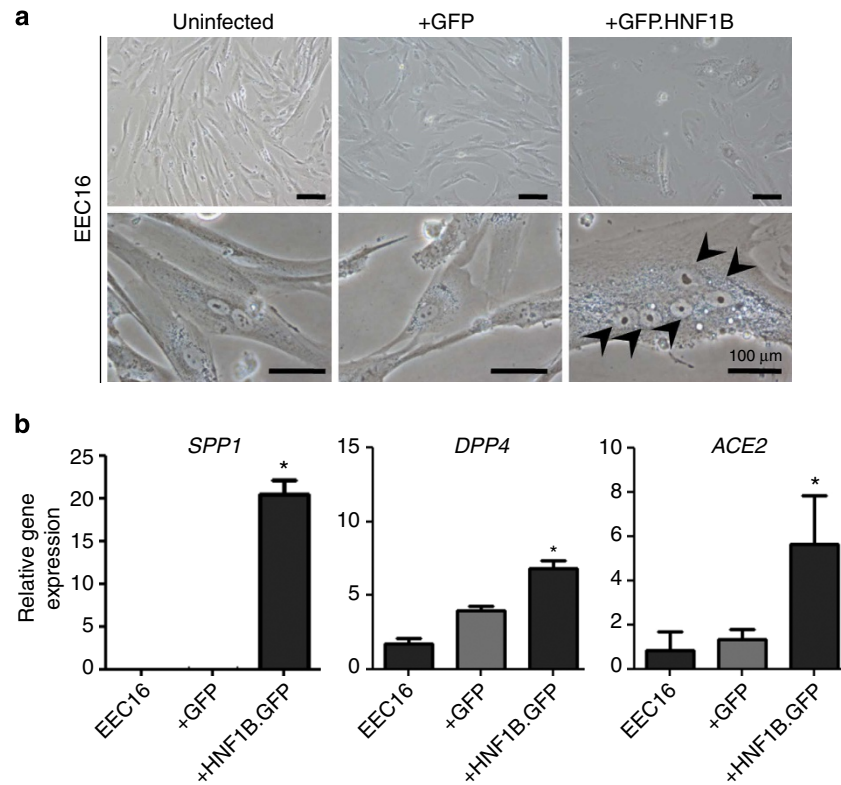 a
Uninfected
+GFP
+GFP.HNF1B
EEC16
100 μm
b
SPP1
DPP4
ACE2
Relative gene
expression
25
20
15
10
5
0
*
EEC16
+GFP
+HNF1B.GFP
15
10
5
0
*
EEC16
+GFP
+HNF1B.GFP
10
8
6
4
2
0
*
EEC16
+GFP
+HNF1B.GFP